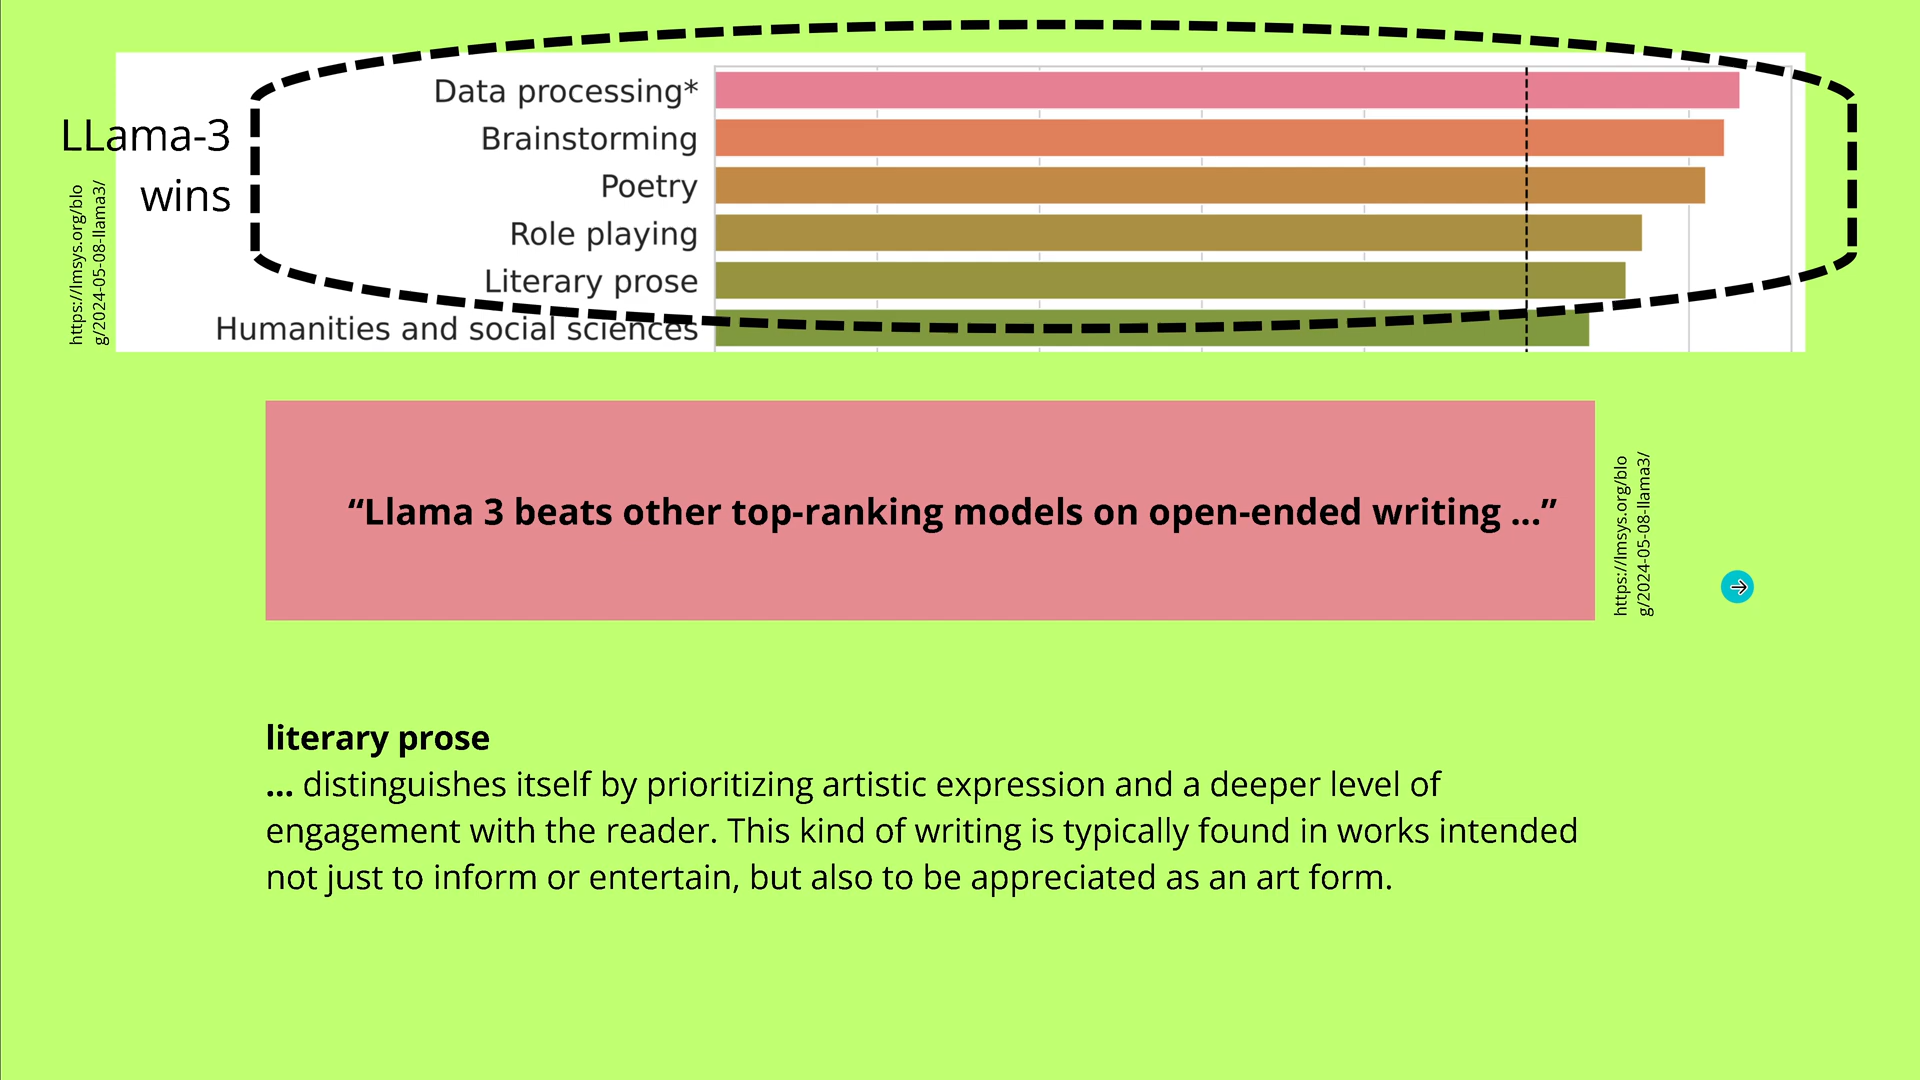 Data processing*
Brainstorming
Poetry
Role playing
Literary prose
Humanities and social sciences
LLama-3
wins
https://lmsys.org/blo
g/2024-05-08-llama3/
“Llama 3 beats other top-ranking models on open-ended writing ...”
https://lmsys.org/blo
g/2024-05-08-llama3/
literary prose
... distinguishes itself by prioritizing artistic expression and a deeper level of
engagement with the reader. This kind of writing is typically found in works intended
not just to inform or entertain, but also to be appreciated as an art form.